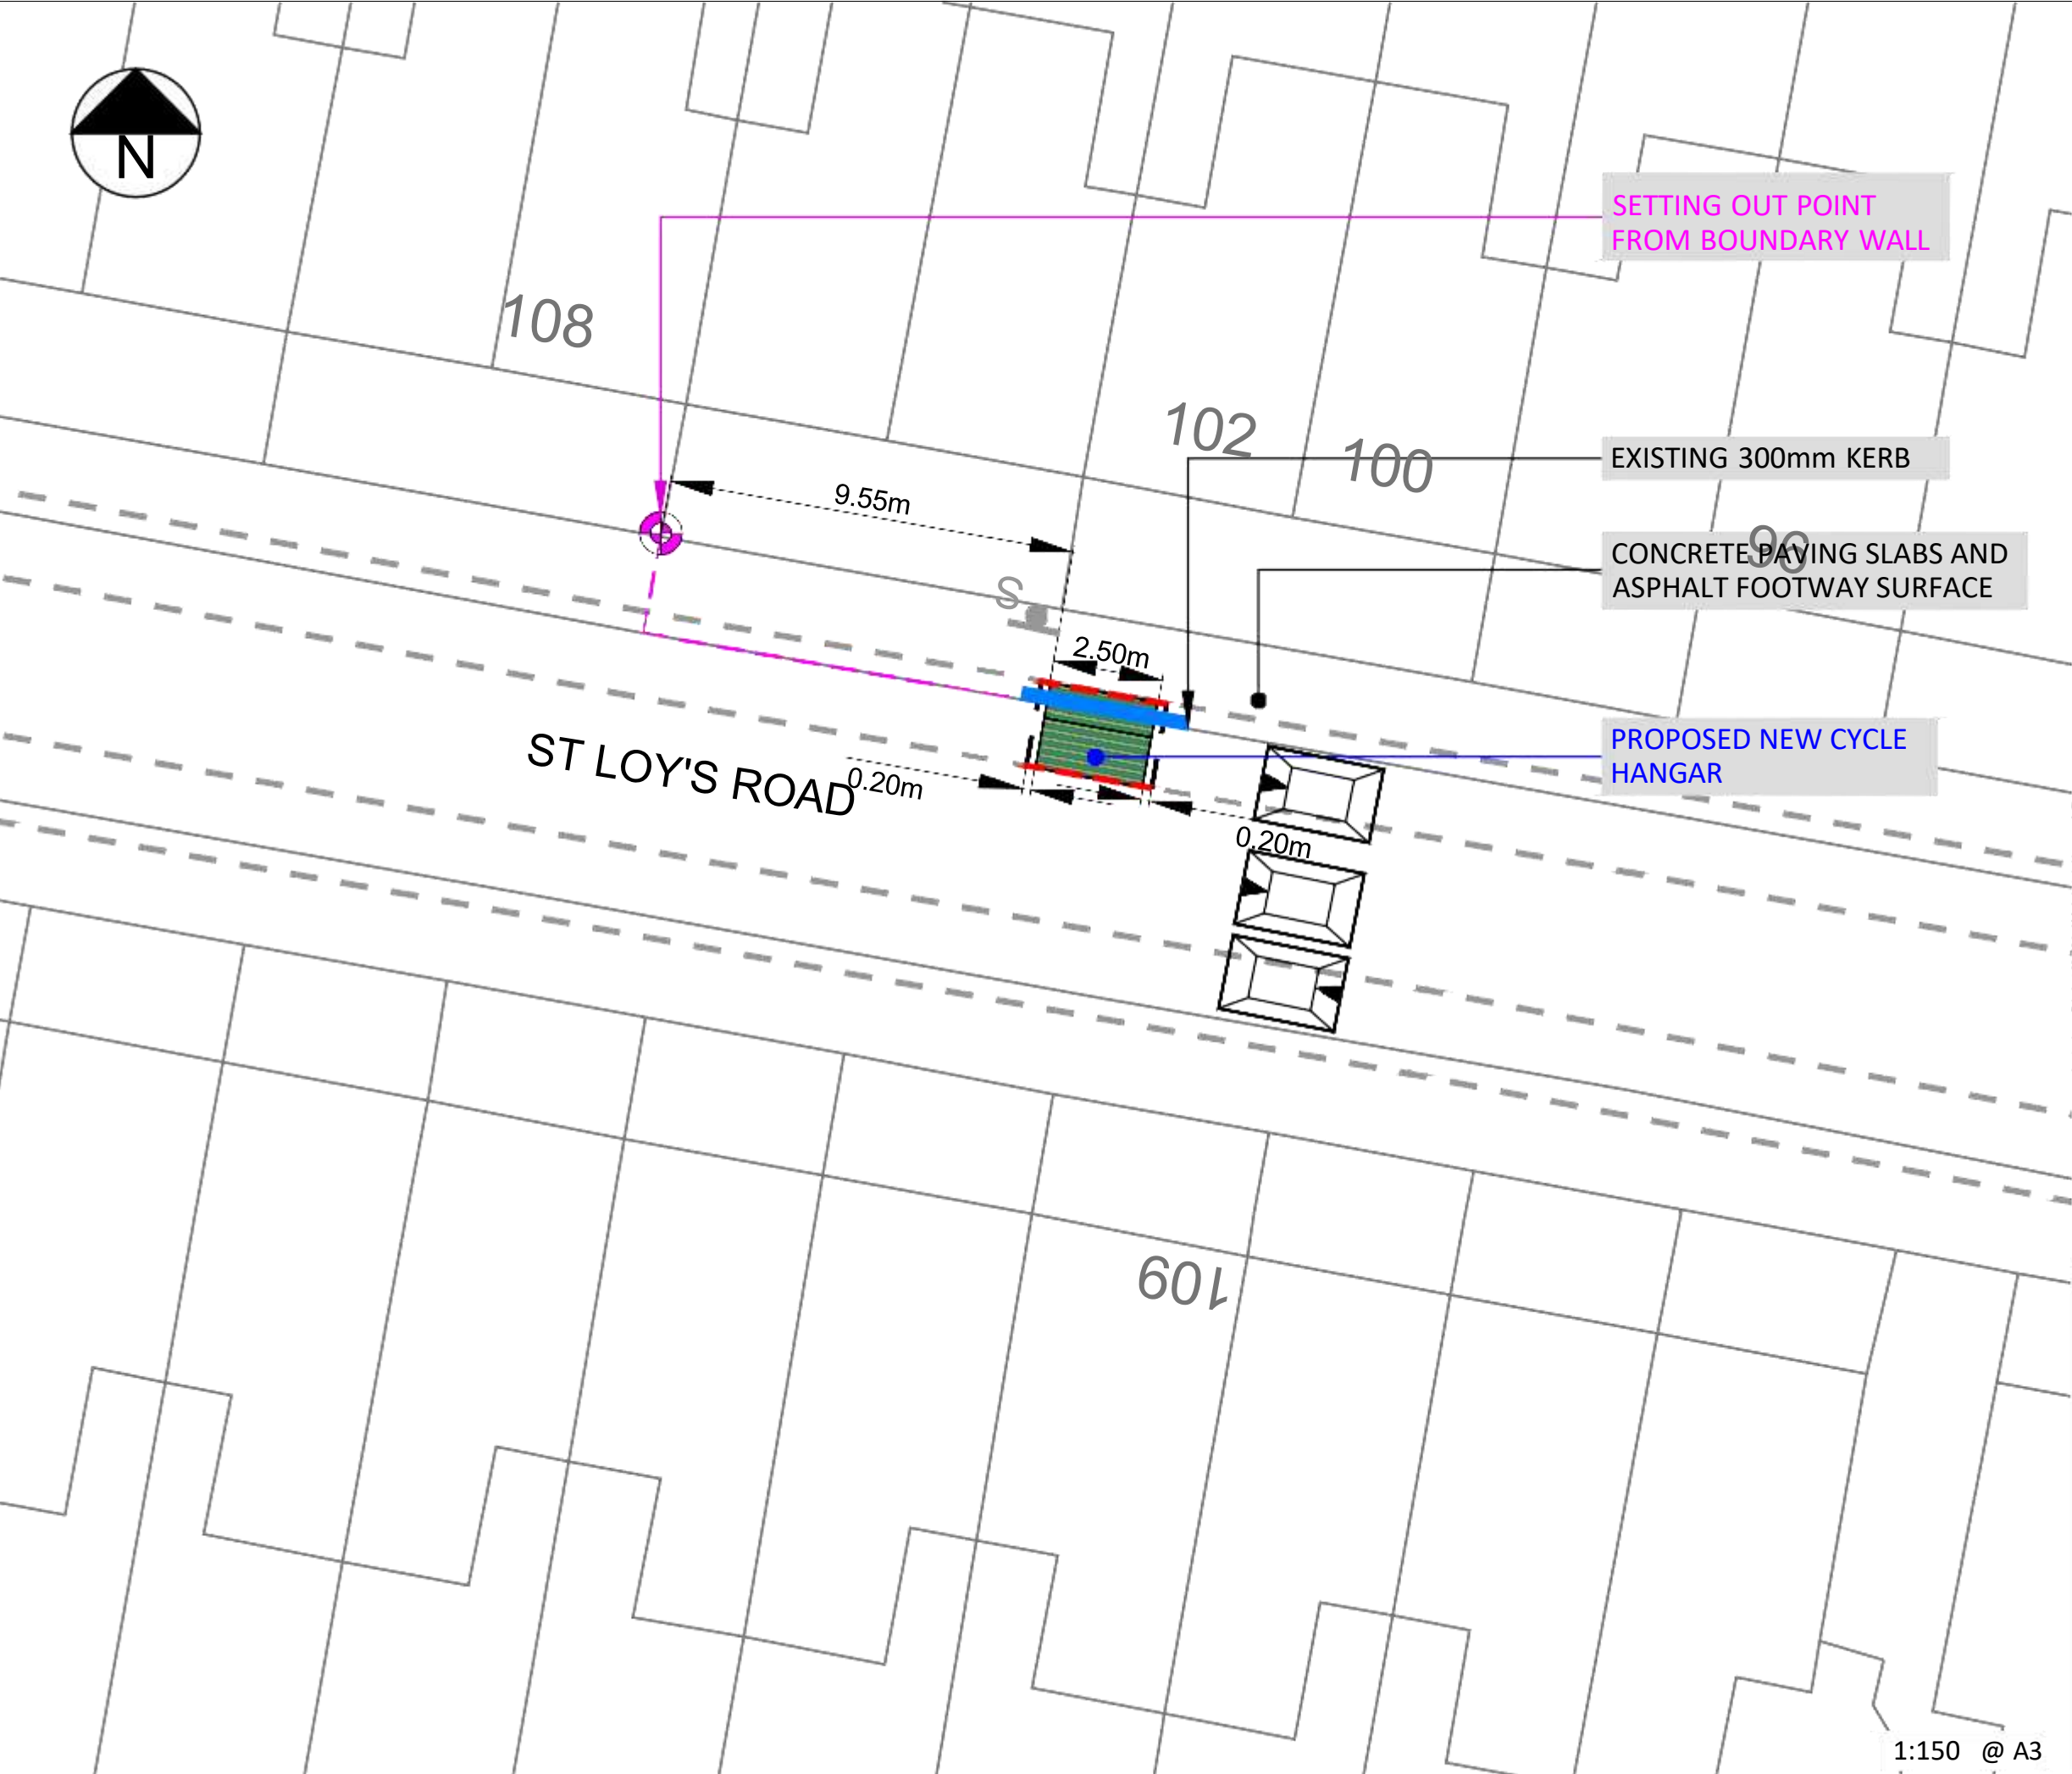 N
SETTING OUT POINT
FROM BOUNDARY WALL
108
102
100
EXISTING 300mm KERB
9.55m
96
CONCRETE PAVING SLABS AND
ASPHALT FOOTWAY SURFACE
S
2.50m
PROPOSED NEW CYCLE
HANGAR
ST LOY'S ROAD
0.20m
0.20m
109
1:150 @ A3